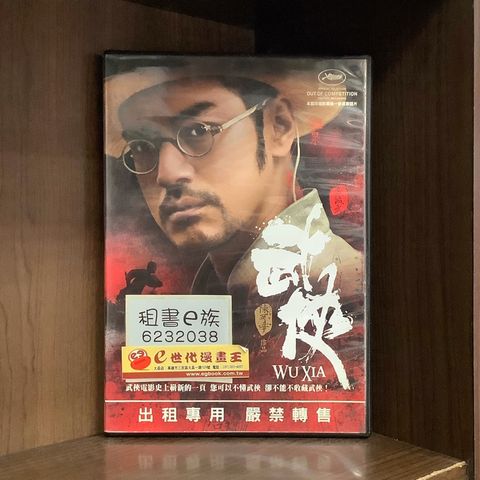 OUT OF COMPETITION
武俠
WU XIA
租書e族
6232038
e世代漫畫王
www.egbook.com.tw
武俠電影史上嶄新的一頁 您可以不懂武俠 卻不能不收藏武俠！
出租專用 嚴禁轉售